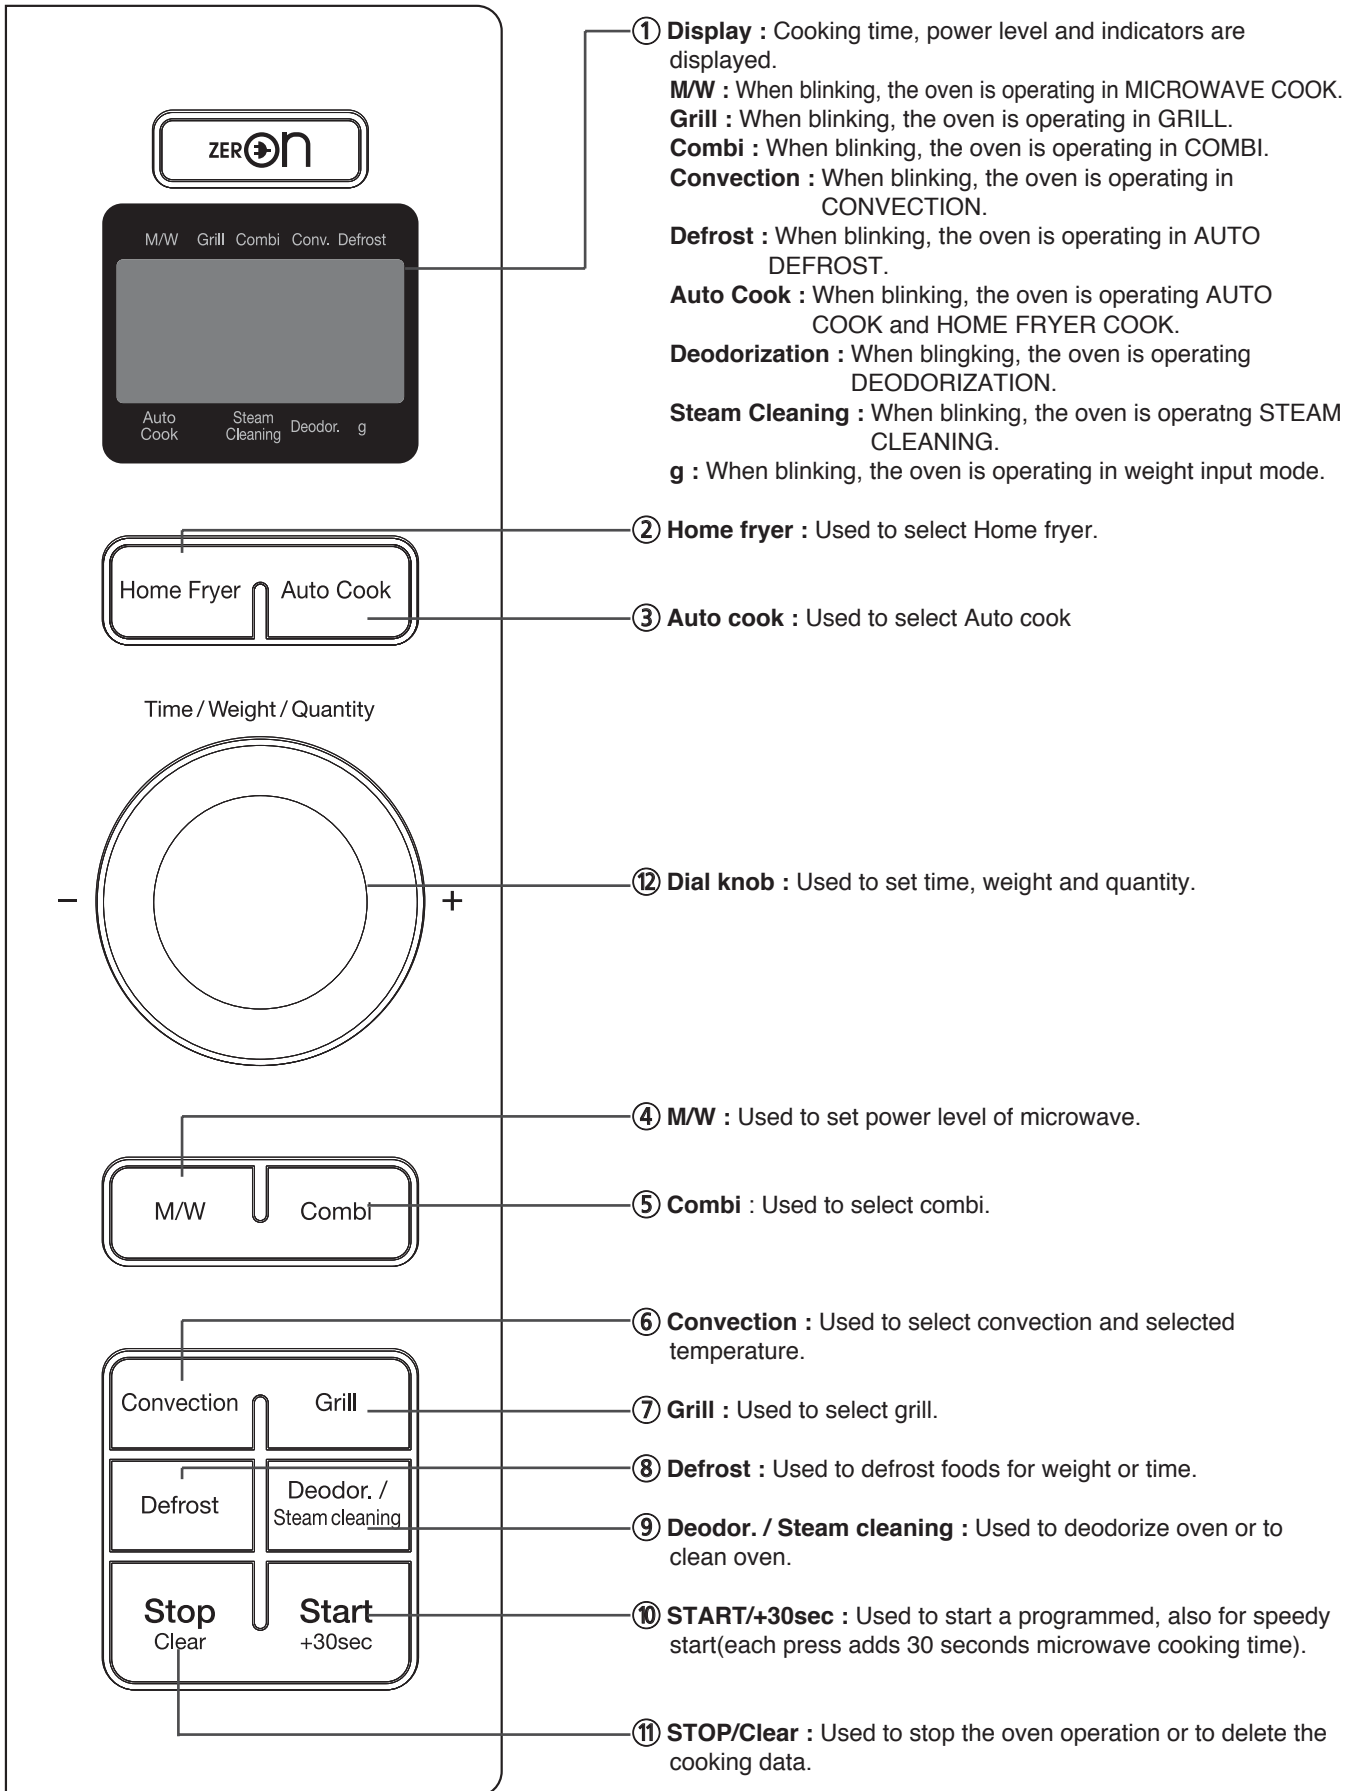 ZERON
M/W Grill Combi Conv. Defrost
Auto
Cook
Steam
Cleaning
Deodor. g
Home Fryer Auto Cook
Time / Weight / Quantity
– +
M/W Combi
Convection Grill
Defrost Deodor. /
Steam cleaning
Stop
Clear
Start
+30sec
① Display : Cooking time, power level and indicators are
displayed.
M/W : When blinking, the oven is operating in MICROWAVE COOK.
Grill : When blinking, the oven is operating in GRILL.
Combi : When blinking, the oven is operating in COMBI.
Convection : When blinking, the oven is operating in
CONVECTION.
Defrost : When blinking, the oven is operating in AUTO
DEFROST.
Auto Cook : When blinking, the oven is operating AUTO
COOK and HOME FRYER COOK.
Deodorization : When blingking, the oven is operating
DEODORIZATION.
Steam Cleaning : When blinking, the oven is operatng STEAM
CLEANING.
g : When blinking, the oven is operating in weight input mode.
② Home fryer : Used to select Home fryer.
③ Auto cook : Used to select Auto cook
⑫ Dial knob : Used to set time, weight and quantity.
④ M/W : Used to set power level of microwave.
⑤ Combi : Used to select combi.
⑥ Convection : Used to select convection and selected
temperature.
⑦ Grill : Used to select grill.
⑧ Defrost : Used to defrost foods for weight or time.
⑨ Deodor. / Steam cleaning : Used to deodorize oven or to
clean oven.
⑩ START/+30sec : Used to start a programmed, also for speedy
start(each press adds 30 seconds microwave cooking time).
⑪ STOP/Clear : Used to stop the oven operation or to delete the
cooking data.